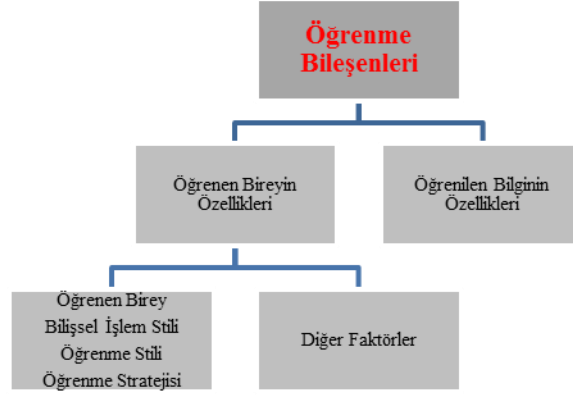 Öğrenme
Bileşenleri
Öğrenen Bireyin
Özellikleri
Öğrenilen Bilginin
Özellikleri
Öğrenen Birey
Bilişsel İşlem Stili
Öğrenme Stili
Öğrenme Stratejisi
Diğer Faktörler